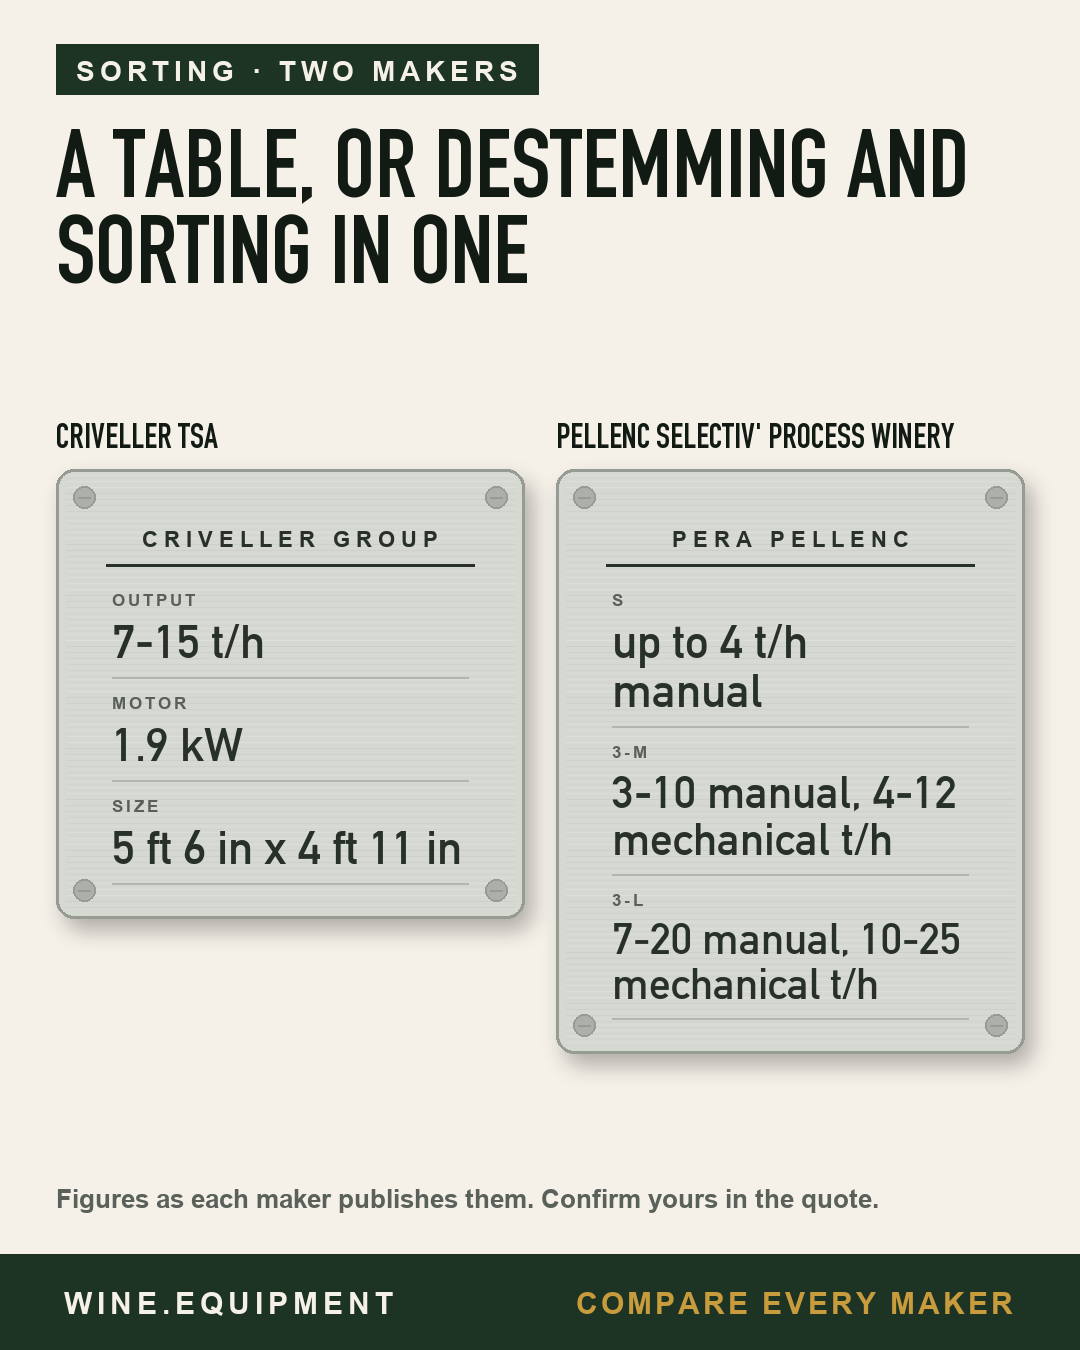 SORTING · TWO MAKERS
A TABLE, OR DESTEMMING AND
SORTING IN ONE
CRIVELLER TSA
CRIVELLER GROUP
OUTPUT
7-15 t/h
MOTOR
1.9 kW
SIZE
5 ft 6 in x 4 ft 11 in
PELLENC SELECTIV' PROCESS WINERY
PERA PELLENC
S
up to 4 t/h
manual
3-M
3-10 manual, 4-12
mechanical t/h
3-L
7-20 manual, 10-25
mechanical t/h
Figures as each maker publishes them. Confirm yours in the quote.
WINE.EQUIPMENT
COMPARE EVERY MAKER